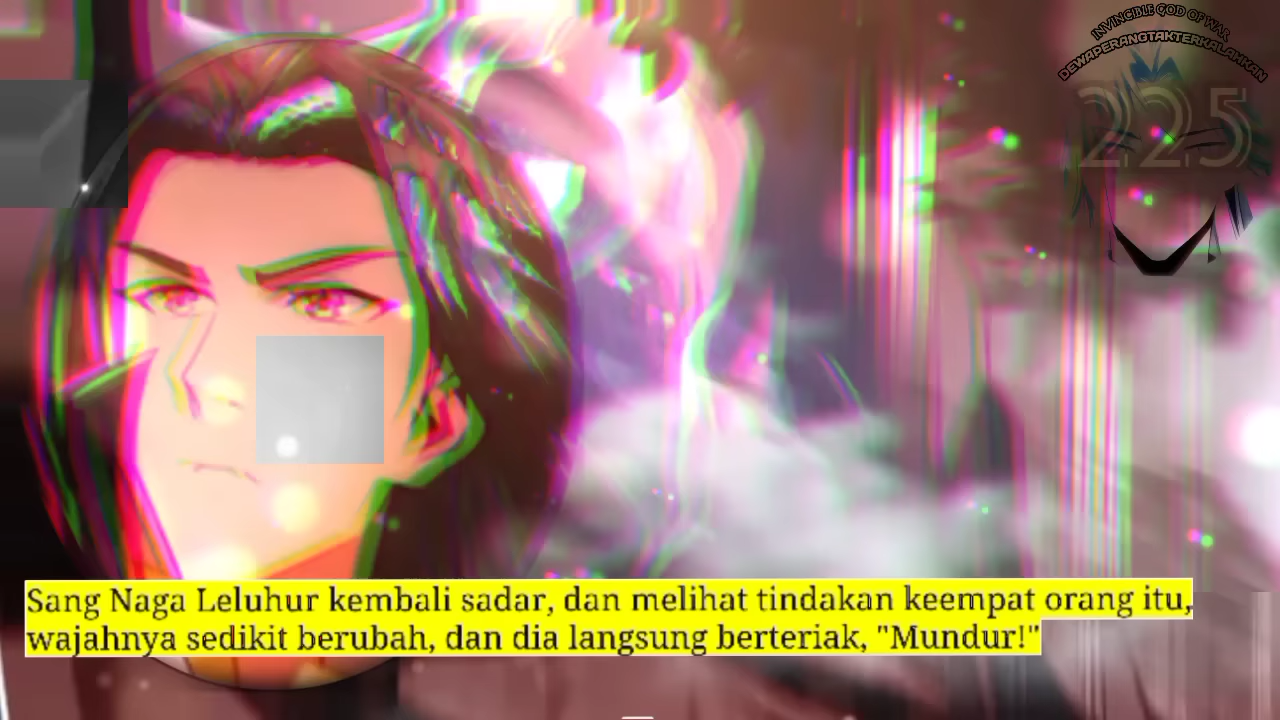 INVINCIBLE GOD OF WAR
DEWAPERANGTAKTERKALAHKAN
225
Sang Naga Leluhur kembali sadar, dan melihat tindakan keempat orang itu,
wajahnya sedikit berubah, dan dia langsung berteriak, "Mundur!"